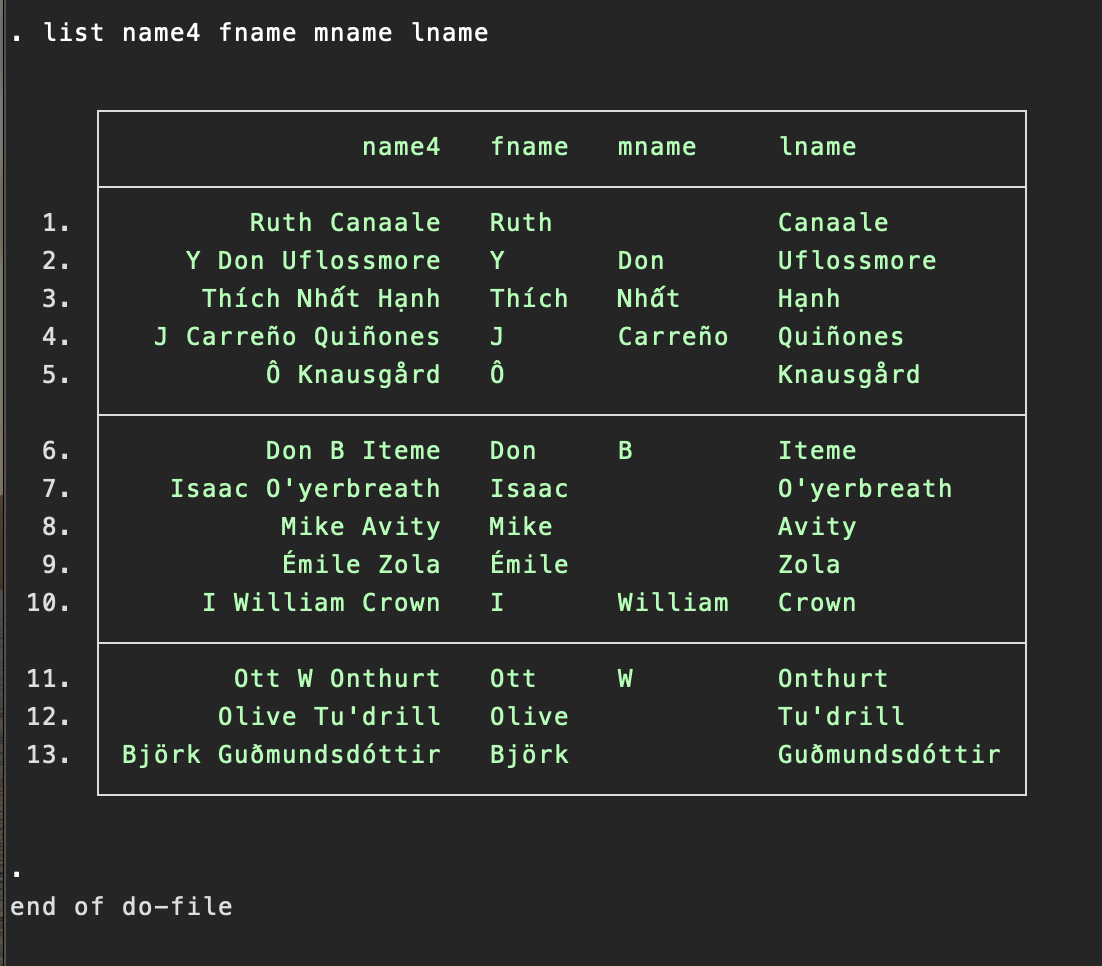 . list name4 fname mname lname
name4 fname mname lname
1. Ruth Canaale Ruth Canaale
2. Y Don Uflossmore Y Don Uflossmore
3. Thích Nhất Hạnh Thích Nhất Hạnh
4. J Carreño Quiñones J Carreño Quiñones
5. Ô Knausgård Ô Knausgård
6. Don B Iteme Don B Iteme
7. Isaac O'yerbreath Isaac O'yerbreath
8. Mike Avity Mike Avity
9. Émile Zola Émile Zola
10. I William Crown I William Crown
11. Ott W Onthurt Ott W Onthurt
12. Olive Tu'drill Olive Tu'drill
13. Björk Guðmundsdóttir Björk Guðmundsdóttir
.
end of do-file